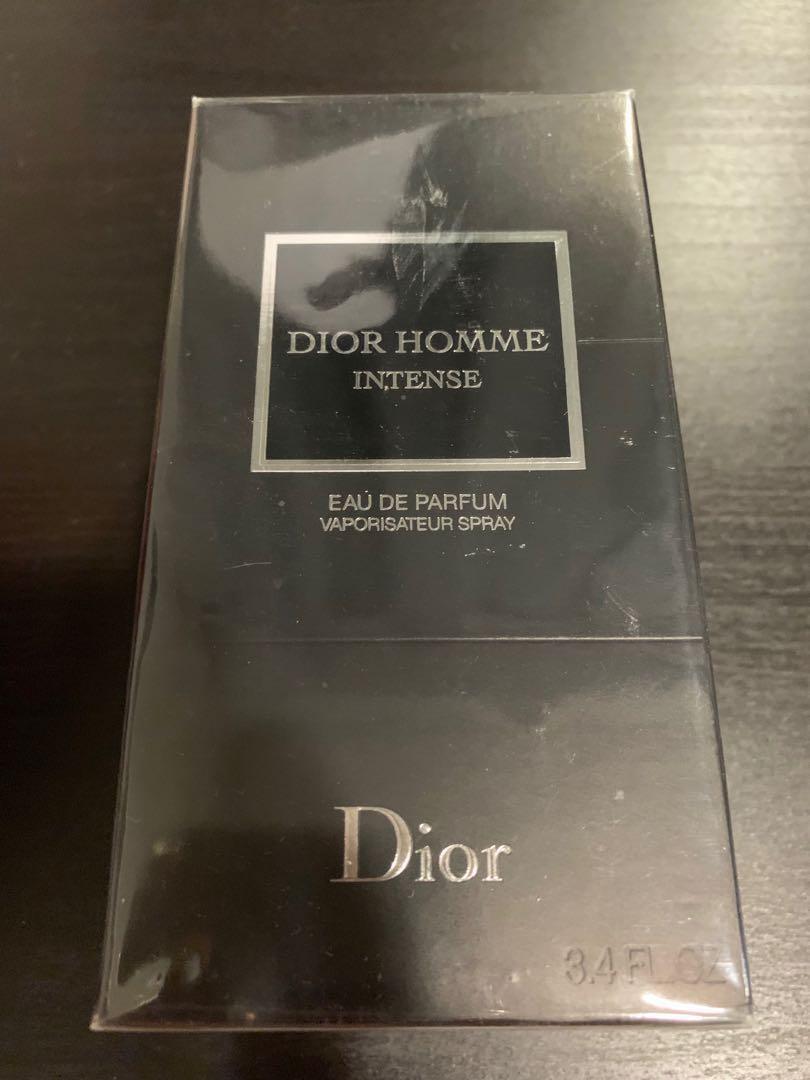 DIOR HOMME
INTENSE
EAU DE PARFUM
VAPORISATEUR SPRAY
Dior
3.4 FL.OZ